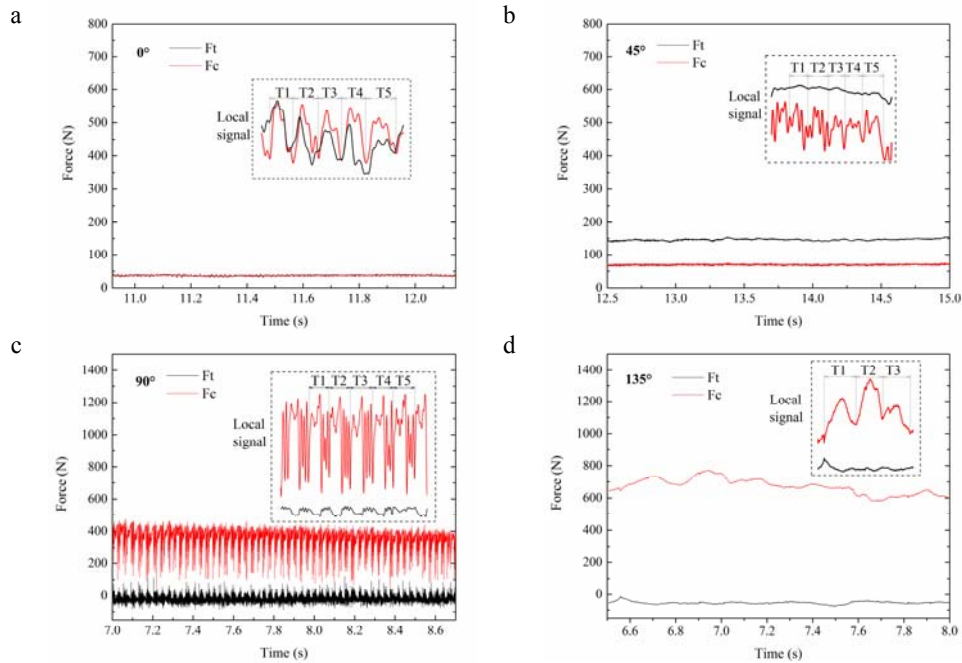 a
800
700
600
500
400
300
200
100
0
Force (N)
0°
Ft
Fc
Local
signal
T1 T2 T3 T4 T5
11.0 11.2 11.4 11.6 11.8 12.0
Time (s)
b
800
700
600
500
400
300
200
100
0
Force (N)
45°
Ft
Fc
Local
signal
T1 T2 T3 T4 T5
12.5 13.0 13.5 14.0 14.5 15.0
Time (s)
c
1400
1200
1000
800
600
400
200
0
Force (N)
90°
Ft
Fc
Local
signal
T1 T2 T3 T4 T5
7.0 7.2 7.4 7.6 7.8 8.0 8.2 8.4 8.6
Time (s)
d
1400
1200
1000
800
600
400
200
0
Force (N)
135°
Ft
Fc
Local
signal
T1 T2 T3
6.6 6.8 7.0 7.2 7.4 7.6 7.8 8.0
Time (s)